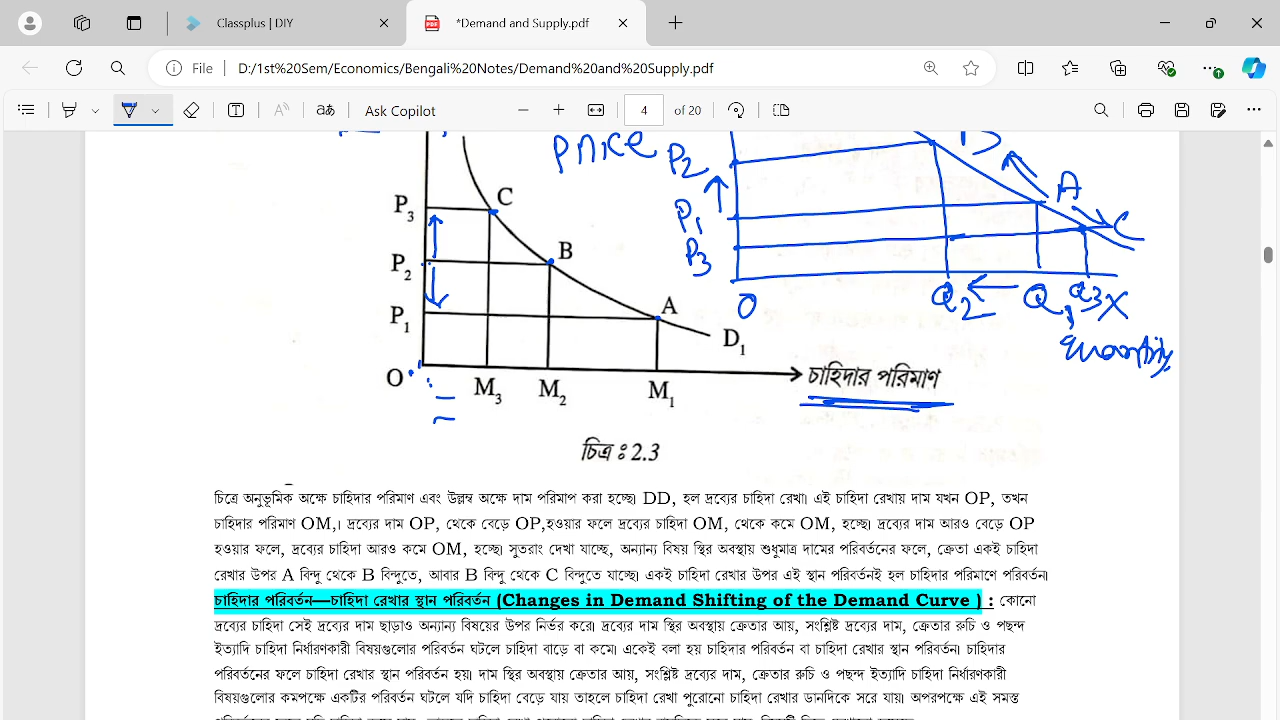 Classplus | DIY
*Demand and Supply.pdf
File
D:/1st%20Sem/Economics/Bengali%20Notes/Demand%20and%20Supply.pdf
Ask Copilot
4 of 20
Price
P2
P1
P3
A
C
O
Q2
Q1
Q3
X
quantity
P3
C
P2
B
P1
A
D1
O
M3
M2
M1
চাহিদার পরিমাণ
চিত্র ঃ 2.3
চিত্রে অনুভূমিক অক্ষে চাহিদার পরিমাণ এবং উল্লম্ব অক্ষে দাম পরিমাপ করা হচ্ছে। DD, হল দ্রব্যের চাহিদা রেখা। এই চাহিদা রেখায় দাম যখন OP, তখন
চাহিদার পরিমাণ OM,। দ্রব্যের দাম OP, থেকে বেড়ে OP,হওয়ার ফলে দ্রব্যের চাহিদা OM, থেকে কমে OM, হচ্ছে। দ্রব্যের দাম আরও বেড়ে OP
হওয়ার ফলে, দ্রব্যের চাহিদা আরও কমে OM, হচ্ছে। সুতরাং দেখা যাচ্ছে, অন্যান্য বিষয় স্থির অবস্থায় শুধুমাত্র দামের পরিবর্তনের ফলে, ক্রেতা একই চাহিদা
রেখার উপর A বিন্দু থেকে B বিন্দুতে, আবার B বিন্দু থেকে C বিন্দুতে যাচ্ছে। একই চাহিদা রেখার উপর এই স্থান পরিবর্তনই হল চাহিদার পরিমাণে পরিবর্তন।
চাহিদার পরিবর্তন—চাহিদা রেখার স্থান পরিবর্তন (Changes in Demand Shifting of the Demand Curve ) : কোনো
দ্রব্যের চাহিদা সেই দ্রব্যের দাম ছাড়াও অন্যান্য বিষয়ের উপর নির্ভর করে। দ্রব্যের দাম স্থির অবস্থায় ক্রেতার আয়, সংশ্লিষ্ট দ্রব্যের দাম, ক্রেতার রুচি ও পছন্দ
ইত্যাদি চাহিদা নির্ধারণকারী বিষয়গুলোর পরিবর্তন ঘটলে চাহিদা বাড়ে বা কমে। একেই বলা হয় চাহিদার পরিবর্তন বা চাহিদা রেখার স্থান পরিবর্তন। চাহিদার
পরিবর্তনের ফলে চাহিদা রেখার স্থান পরিবর্তন হয়। দাম স্থির অবস্থায় ক্রেতার আয়, সংশ্লিষ্ট দ্রব্যের দাম, ক্রেতার রুচি ও পছন্দ ইত্যাদি চাহিদা নির্ধারণকারী
বিষয়গুলোর কমপক্ষে একটির পরিবর্তন ঘটলে যদি চাহিদা বেড়ে যায় তাহলে চাহিদা রেখা পুরোনো চাহিদা রেখার ডানদিকে সরে যায়। অপরপক্ষে এই সমস্ত